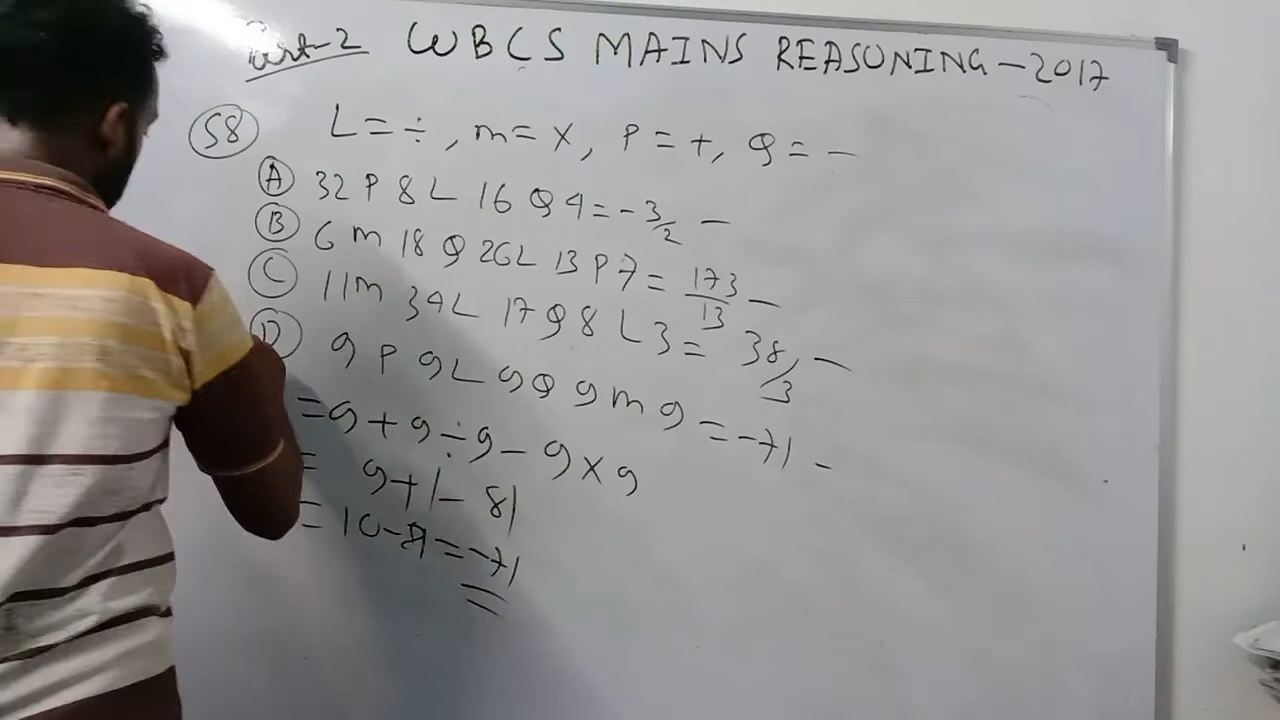 Part-2 WBCS MAINS REASONING-2017
58 L=÷, m=×, P=+, Q=-
A 32 P 8 L 16 Q 4=-3/2 -
B 6 m 18 Q 26 L 13 P 7= 173/13 -
C 11 m 34 L 17 Q 8 L 3= 38/3, -
D 9 P 9 L 9 Q 9 m 9 =-71 -
=9+9÷9-9×9
= 9+1-81
= 10-81=-71